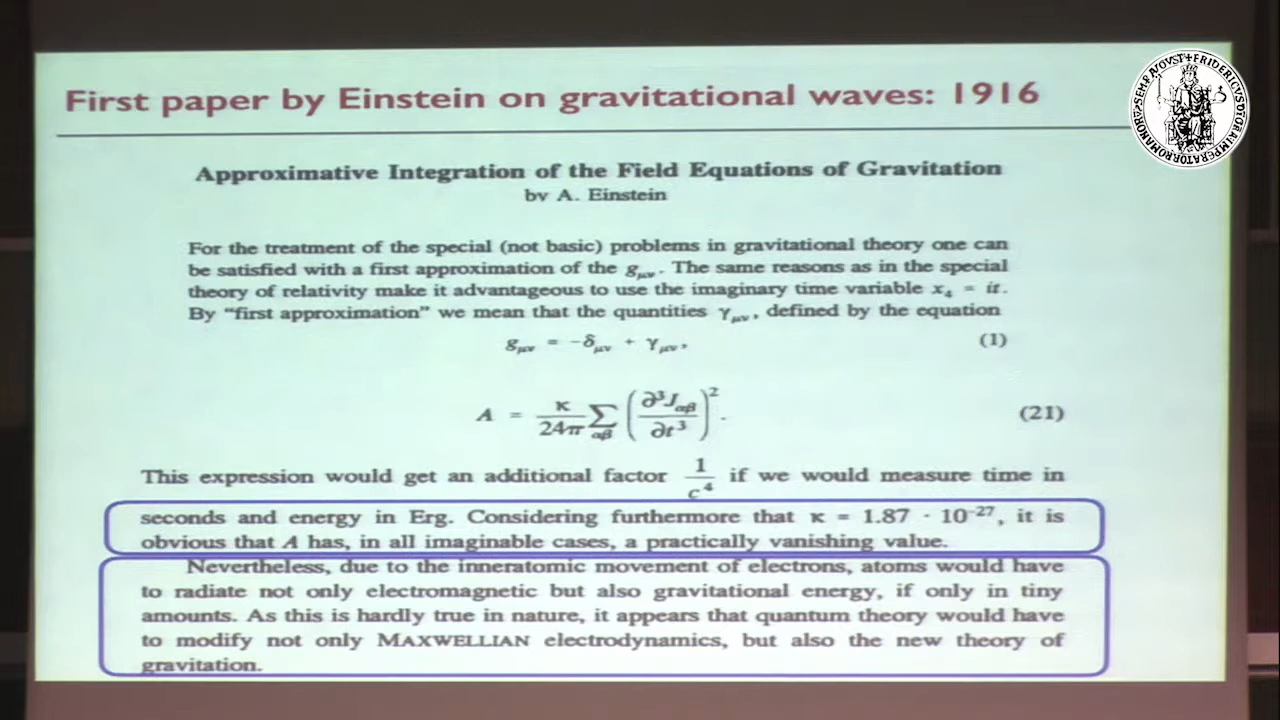 First paper by Einstein on gravitational waves: 1916
Approximative Integration of the Field Equations of Gravitation
by A. Einstein
For the treatment of the special (not basic) problems in gravitational theory one can
be satisfied with a first approximation of the g_μν. The same reasons as in the special
theory of relativity make it advantageous to use the imaginary time variable x₄ = it.
By “first approximation” we mean that the quantities γ_μν, defined by the equation
g_μν = -δ_μν + γ_μν, (1)
A = κ/24π ∑_αβ (∂³J_αβ/∂t³)². (21)
This expression would get an additional factor 1/c⁴ if we would measure time in
seconds and energy in Erg. Considering furthermore that κ = 1.87 · 10⁻²⁷, it is
obvious that A has, in all imaginable cases, a practically vanishing value.
Nevertheless, due to the inneratomic movement of electrons, atoms would have
to radiate not only electromagnetic but also gravitational energy, if only in tiny
amounts. As this is hardly true in nature, it appears that quantum theory would have
to modify not only MAXWELLIAN electrodynamics, but also the new theory of
gravitation.